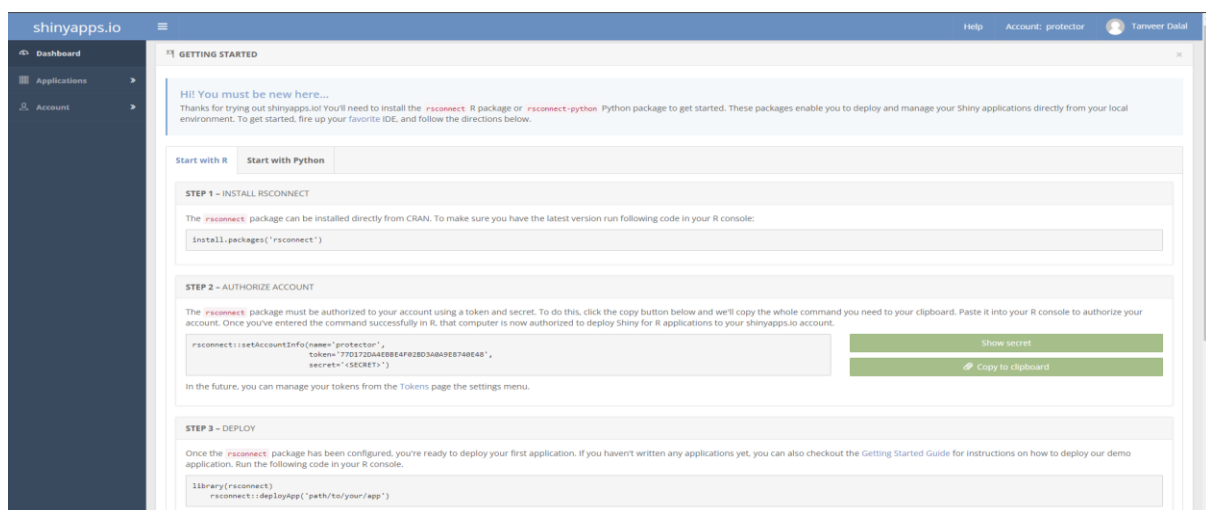 shinyapps.io
Help Account: protector Tanveer Dalal
Dashboard
Applications
Account
GETTING STARTED
Hi! You must be new here...
Thanks for trying out shinyapps.io! You'll need to install the rsconnect R package or rsconnect-python Python package to get started. These packages enable you to deploy and manage your Shiny applications directly from your local
environment. To get started, fire up your favorite IDE, and follow the directions below.
Start with R Start with Python
STEP 1 – INSTALL RSCONNECT
The rsconnect package can be installed directly from CRAN. To make sure you have the latest version run following code in your R console:
install.packages('rsconnect')
STEP 2 – AUTHORIZE ACCOUNT
The rsconnect package must be authorized to your account using a token and secret. To do this, click the copy button below and we'll copy the whole command you need to your clipboard. Paste it into your R console to authorize your
account. Once you've entered the command successfully in R, that computer is now authorized to deploy Shiny for R applications to your shinyapps.io account.
rsconnect::setAccountInfo(name='protector',
token='77D172DA4EBBE4F02BD3A0A9E8740E48',
secret='<SECRET>')
Show secret
Copy to clipboard
In the future, you can manage your tokens from the Tokens page the settings menu.
STEP 3 – DEPLOY
Once the rsconnect package has been configured, you're ready to deploy your first application. If you haven't written any applications yet, you can also checkout the Getting Started Guide for instructions on how to deploy our demo
application. Run the following code in your R console.
library(rsconnect)
rsconnect::deployApp('path/to/your/app')